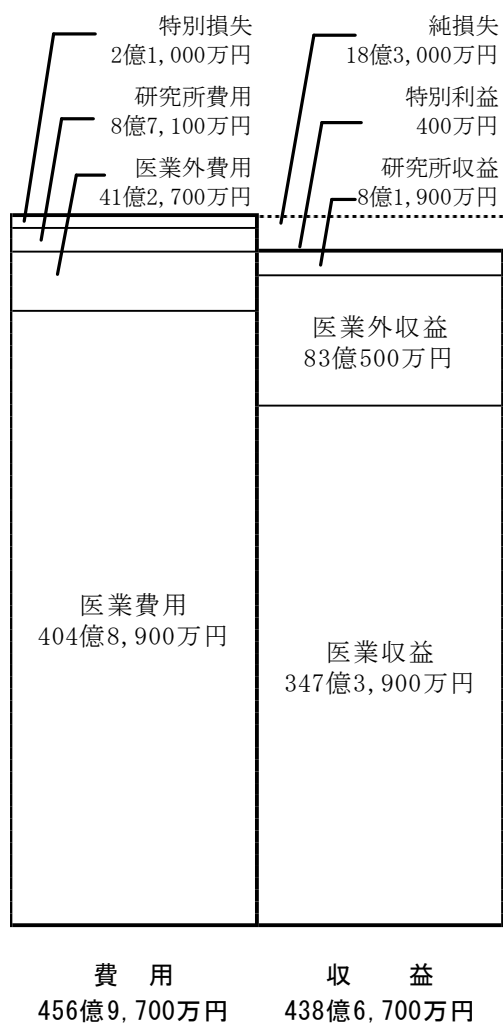 特別損失
2億1,000万円
研究所費用
8億7,100万円
医業外費用
41億2,700万円
医業費用
404億8,900万円
純損失
18億3,000万円
特別利益
400万円
研究所収益
8億1,900万円
医業外収益
83億500万円
医業収益
347億3,900万円
費 用
456億9,700万円
収 益
438億6,700万円